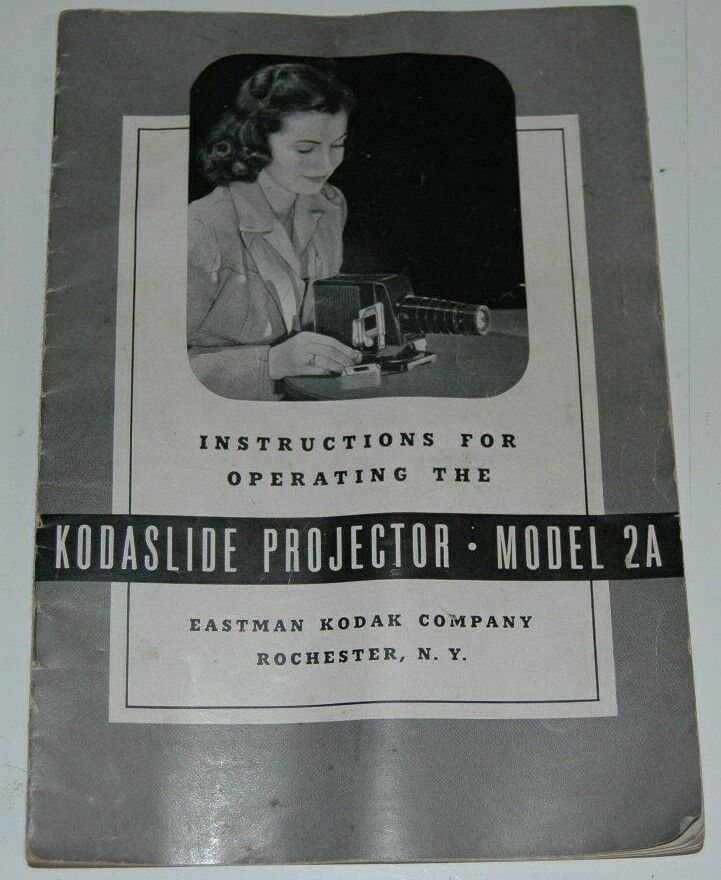 INSTRUCTIONS FOR
OPERATING THE
KODASLIDE PROJECTOR · MODEL 2A
EASTMAN KODAK COMPANY
ROCHESTER, N. Y.